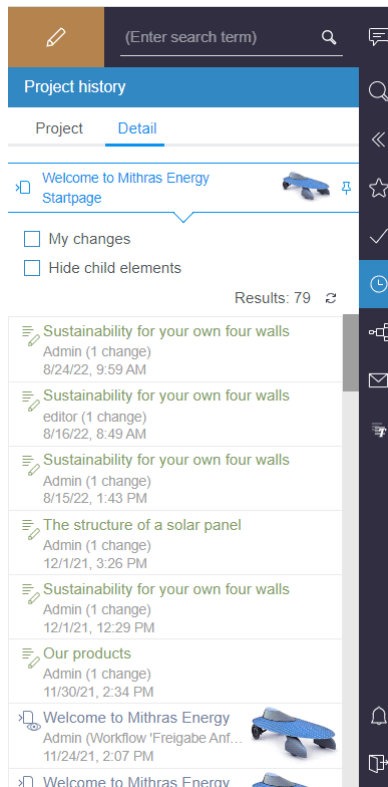 (Enter search term)
Project history
Project Detail
Welcome to Mithras Energy
Startpage
My changes
Hide child elements
Results: 79
Sustainability for your own four walls
Admin (1 change)
8/24/22, 9:59 AM
Sustainability for your own four walls
editor (1 change)
8/16/22, 8:49 AM
Sustainability for your own four walls
Admin (1 change)
8/15/22, 1:43 PM
The structure of a solar panel
Admin (1 change)
12/1/21, 3:26 PM
Sustainability for your own four walls
Admin (1 change)
12/1/21, 12:29 PM
Our products
Admin (1 change)
11/30/21, 2:34 PM
Welcome to Mithras Energy
Admin (Workflow 'Freigabe Anf...
11/24/21, 2:07 PM
Welcome to Mithras Energy